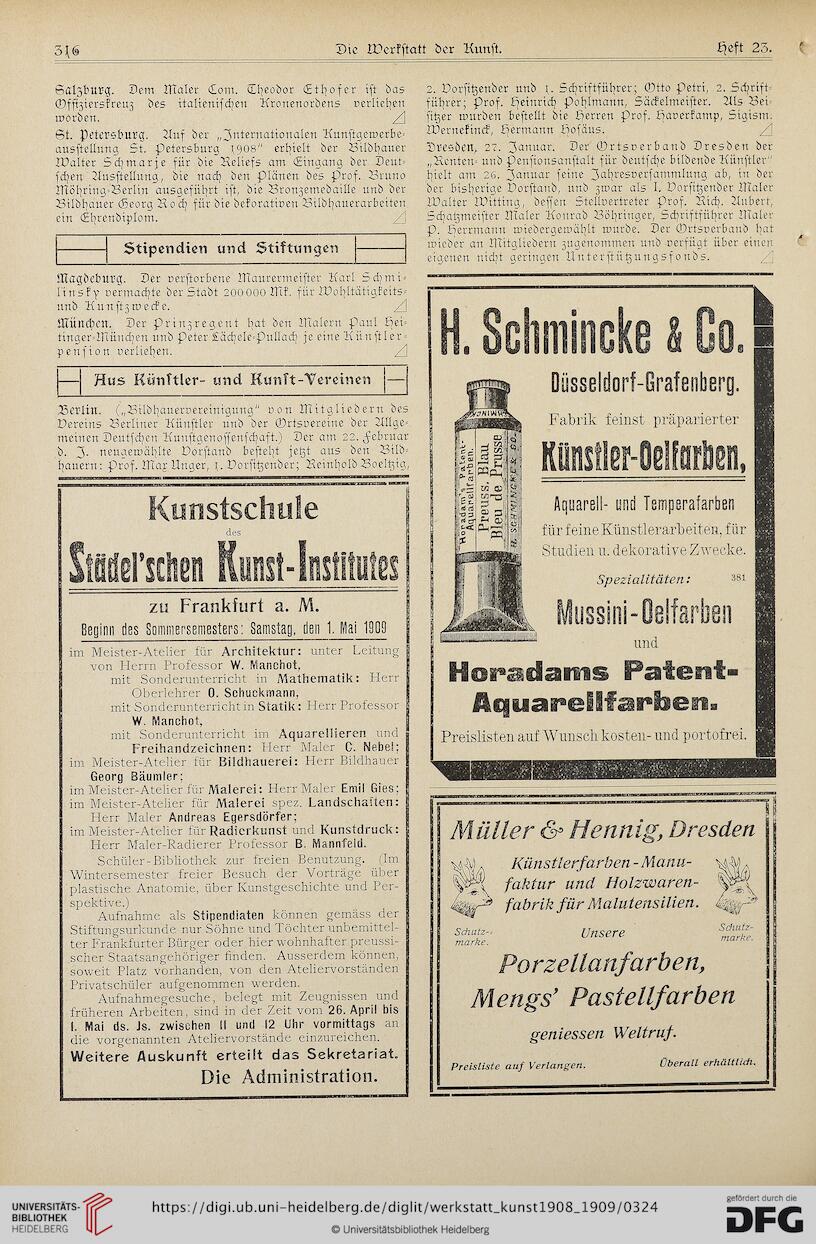 316
Die Werkstatt der Kunst.
Heft 23.
Salzburg. Dem Maler Com. Theodor Ethofer ist das
Offizierskreuz des italienischen Kronenordens verliehen
worden.
St. Petersburg. Auf der „Internationalen Kunstgewerbe-
ausstellung St. Petersburg 1908" erhielt der Bildhauer
Walter Schmarje für die Reliefs am Eingang der Deut-
schen Ausstellung, die nach den Plänen des Prof. Bruno
Möhring-Berlin ausgeführt ist, die Bronzemedaille und der
Bildhauer Georg Roch für die dekorativen Bildhauerarbeiten
ein Ehrendiplom.
Stipendien und Stiftungen
Magdeburg. Der verstorbene Maurermeister Karl Schmi-
linsky vermachte der Stadt 200000 Mk. für Wohltätigkeits-
und Kunstzwecke.
München. Der Prinzregent hat den Malern Paul Hei-
tinger-München und Peter Lächele-Pullach je eine Künstler-
pension verliehen.
Aus Künstler- und Kunst-Vereinen
Berlin. („Bildhauervereinigung" von Mitgliedern des
Vereins Berliner Künstler und der Ortsvereine der Allge-
meinen Deutschen Kunstgenossenschaft.) Der am 22. Februar
d. J. neugewählte Vorstand besteht jetzt aus den Bild-
hauern: Prof. Max Unger, 1. Vorsitzender; Reinhold Boeltzig,
2. Vorsitzender und 1. Schriftführer; Otto Petri, 2. Schrift-
führer; Prof. Heinrich Pohlmann, Säckelmeister. Als Bei-
sitzer wurden bestellt die Herren Prof. Haverkamp, Sigism.
Wernekinck, Hermann Hosäus.
Dresden, 27. Januar. Der Ortsverband Dresden der
„Renten- und Pensionsanstalt für deutsche bildende Künstler"
hielt am 26. Januar seine Jahresversammlung ab, in der
der bisherige Vorstand, und zwar als 1. Vorsitzender Maler
Walter Witting, dessen Stellvertreter Prof. Rich. Aubert,
Schatzmeister Maler Konrad Böhringer, Schriftführer Maler
P. Herrmann wiedergewählt wurde. Der Ortsverband hat
wieder an Mitgliedern zugenommen und verfügt über einen
eigenen nicht geringen Unterstützungsfonds.
Kunstschule
des
Städel'schen Kunst-Institutes
zu Frankfurt a. M.
Beginn des Sommersemesters: Samstag, den 1. Mai 1909
im Meister-Atelier für Architektur: unter Leitung
von Herrn Professor W. Manchot,
mit Sonderunterricht in Mathematik: Herr
Oberlehrer O. Schuckmann,
mit Sonderunterricht in Statik: Herr Professor
W. Manchot,
mit Sonderunterricht im Aquarellieren und
Freihandzeichnen: Herr Maler C. Nebel;
im Meister-Atelier für Bildhauerei: Herr Bildhauer
Georg Bäumler;
im Meister-Atelier für Malerei: Herr Maler Emil Gies;
im Meister-Atelier für Malerei spez. Landschaften:
Herr Maler Andreas Egersdörfer;
im Meister-Atelier für Radierkunst und Kunstdruck:
Herr Maler-Radierer Professor B. Mannfeld.
Schüler-Bibliothek zur freien Benutzung. (Im
Wintersemester freier Besuch der Vorträge über
plastische Anatomie, über Kunstgeschichte und Per-
spektive.)
Aufnahme als Stipendiaten können gemäss der
Stiftungsurkunde nur Söhne und Töchter unbemittel-
ter Frankfurter Bürger oder hier wohnhafter preussi-
scher Staatsangehöriger finden. Ausserdem können,
soweit Platz vorhanden, von den Ateliervorständen
Privatschüler aufgenommen werden.
Aufnahmegesuche, belegt mit Zeugnissen und
früheren Arbeiten, sind in der Zeit vom 26. April bis
1. Mai ds. Js. zwischen 11 und 12 Uhr vormittags an
die vorgenannten Ateliervorstände einzureichen.
Weitere Auskunft erteilt das Sekretariat.
Die Administration.
H. Schmincke & Co.
Düsseldorf-Grafenberg.
Fabrik feinst präparierter
Künstler-Oelfarben,
Aquarell- und Temperafarben
für feine Künstlerarbeiten, für
Studien u. dekorative Zwecke.
Spezialitäten: 381
Mussini-Oelfarben
und
Horadams Patent-
Aquarellfarben.
Preislisten auf Wunsch kosten- und portofrei.
Horadam's Patent-
Aquarellfarben.
Preuss. Blau
Bleu de Prusse
H. SCHMINCKE & CO.
Müller & Hennig, Dresden
Künstlerfarben-Manu-
faktur und Holzwaren-
fabrik für Malutensilien.
Schutz-
marke.
Unsere
Schutz-
marke.
Porzellanfarben,
Mengs' Pastellfarben
geniessen Weltruf.
Preisliste auf Verlangen.
Überall erhältlich.
UNIVERSITÄTS-
BIBLIOTHEK
HEIDELBERG
https://digi.ub.uni-heidelberg.de/diglit/werkstatt_kunst1908_1909/0324
© Universitätsbibliothek Heidelberg
gefördert durch die
DFG